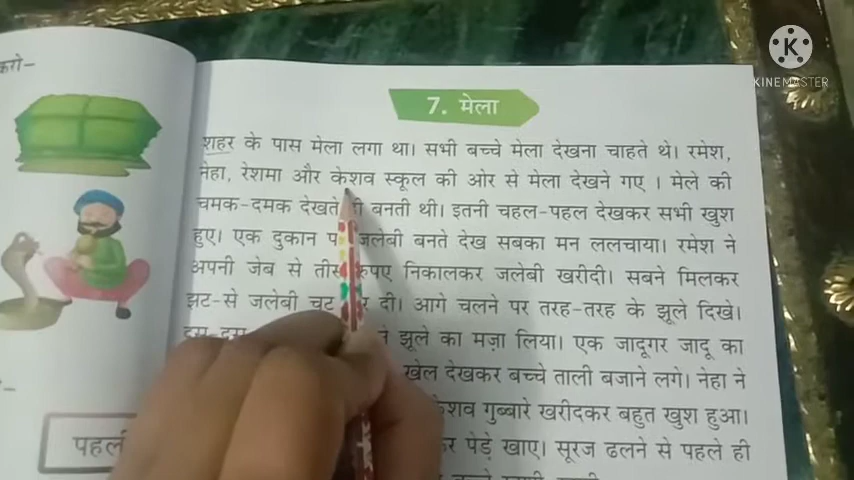 करो-
7. मेला
शहर के पास मेला लगा था। सभी बच्चे मेला देखना चाहते थे। रमेश,
नेहा, रेशमा और केशव स्कूल की ओर से मेला देखने गए । मेले की
चमक-दमक देखते बनती थी। इतनी चहल-पहल देखकर सभी खुश
हुए। एक दुकान जलेबी बनते देख सबका मन ललचाया। रमेश ने
अपनी जेब से तीस रुपए निकालकर जलेबी खरीदी। सबने मिलकर
झट-से जलेबी चट दी। आगे चलने पर तरह-तरह के झूले दिखे।
झूले का मज़ा लिया। एक जादूगर जादू का
खेल देखकर बच्चे ताली बजाने लगे। नेहा ने
केशव गुब्बारे खरीदकर बहुत खुश हुआ।
पेड़े खाए। सूरज ढलने से पहले ही
K
KINEMASTER